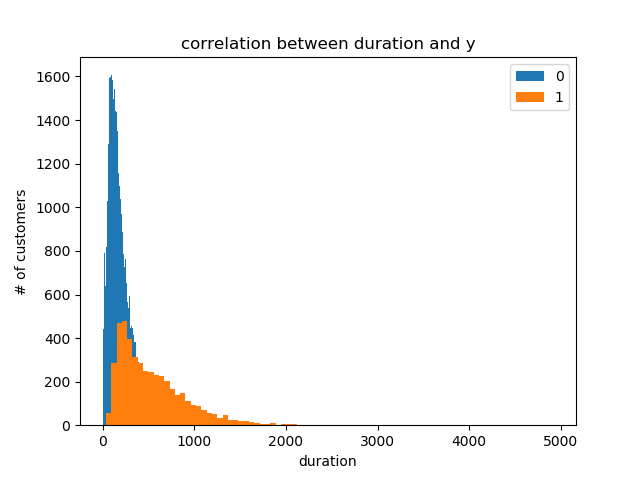 correlation between duration and y
0
1
# of customers
1600
1400
1200
1000
800
600
400
200
0
0 1000 2000 3000 4000 5000
duration